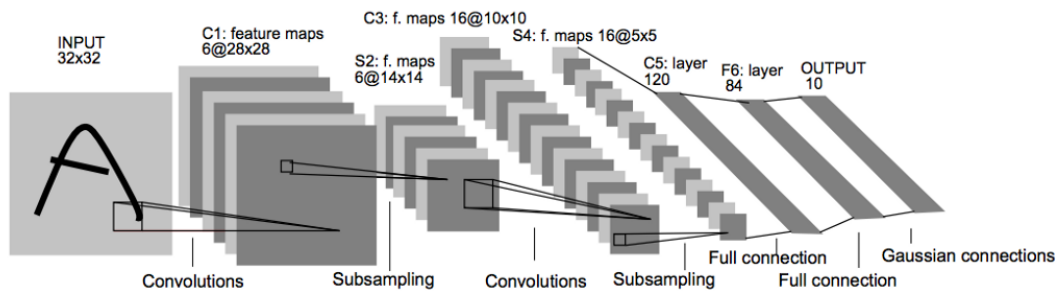 INPUT
32x32
C1: feature maps
6@28x28
S2: f. maps
6@14x14
C3: f. maps 16@10x10
S4: f. maps 16@5x5
C5: layer
120
F6: layer
84
OUTPUT
10
Convolutions
Subsampling
Convolutions
Subsampling
Full connection
Full connection
Gaussian connections